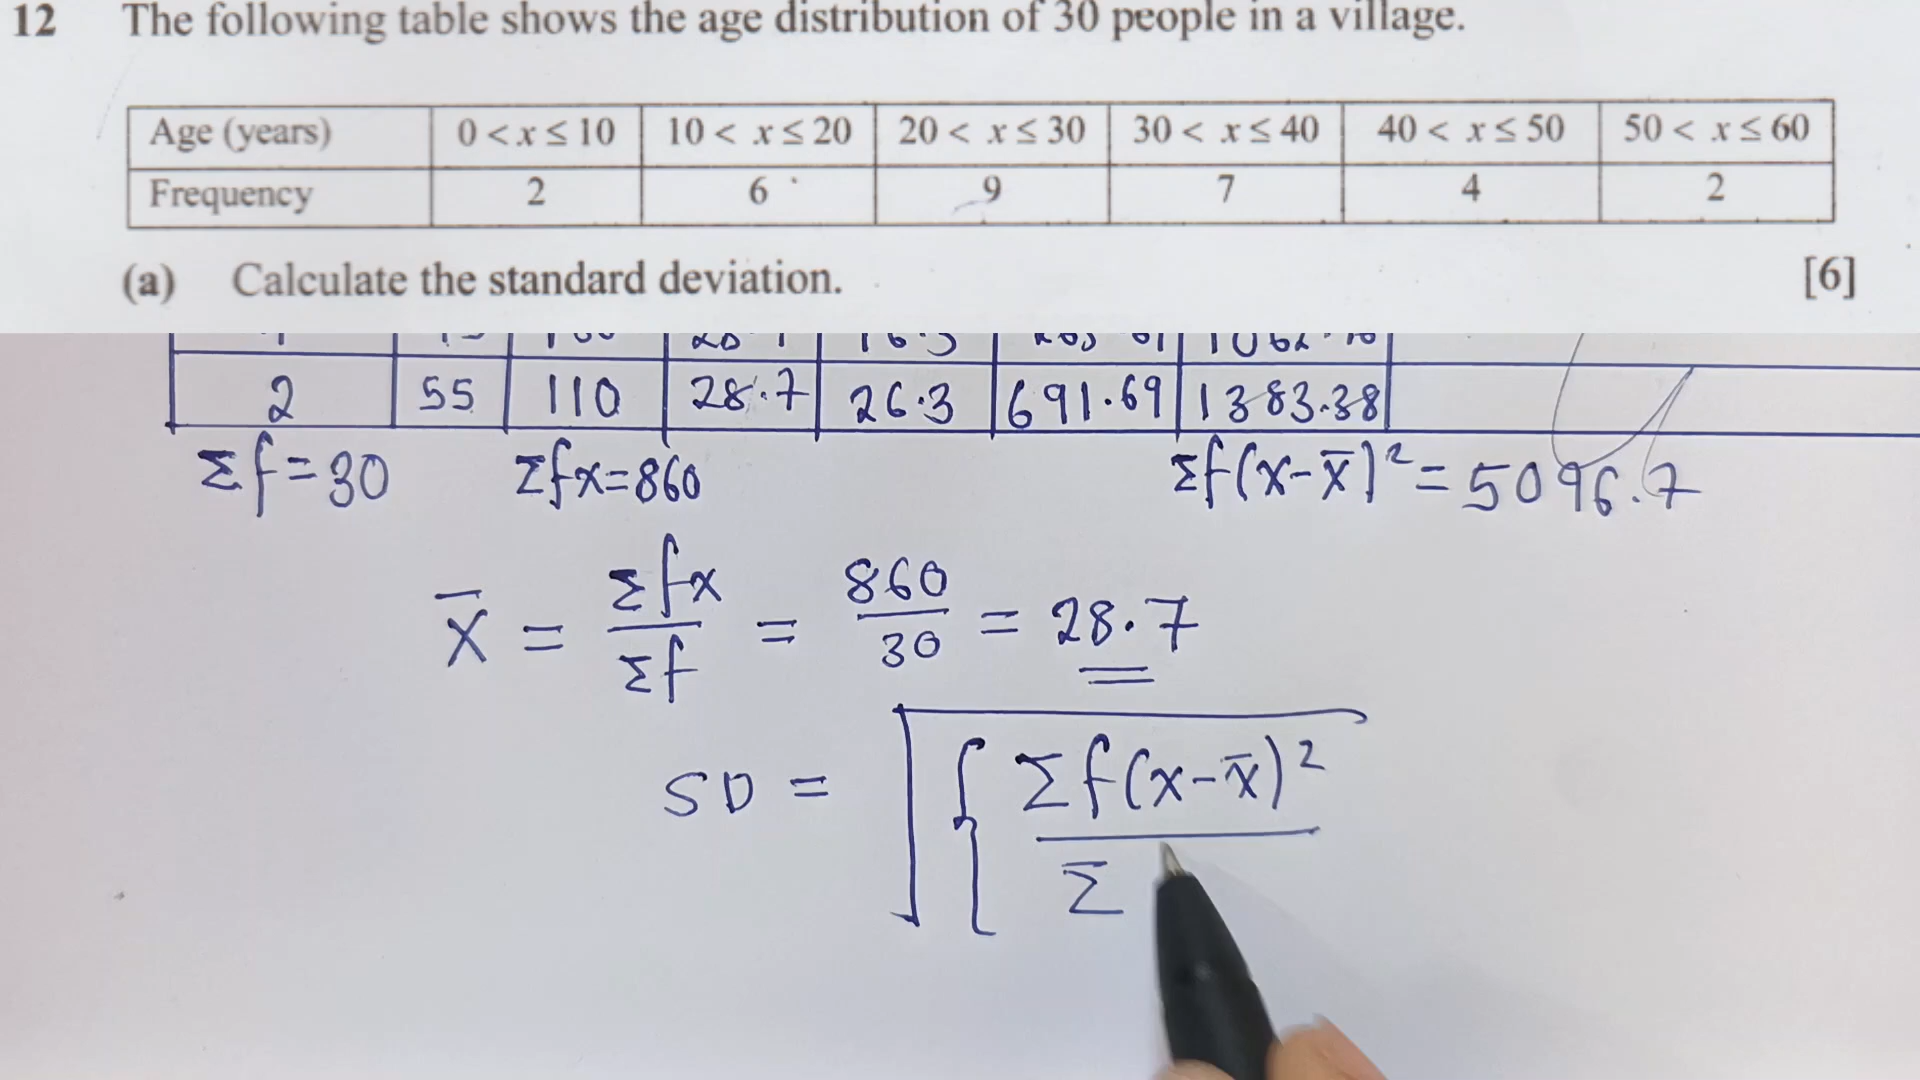 12 The following table shows the age distribution of 30 people in a village.
Age (years) 0 < x ≤ 10 10 < x ≤ 20 20 < x ≤ 30 30 < x ≤ 40 40 < x ≤ 50 50 < x ≤ 60
Frequency 2 6 9 7 4 2
(a) Calculate the standard deviation. [6]
2 55 110 28.7 26.3 691.69 1383.38
Σf = 30 Σfx = 860 Σf(x - x̄)² = 5096.7
x̄ = Σfx / Σf = 860 / 30 = 28.7
SD = √{ Σf(x - x̄)² / Σ